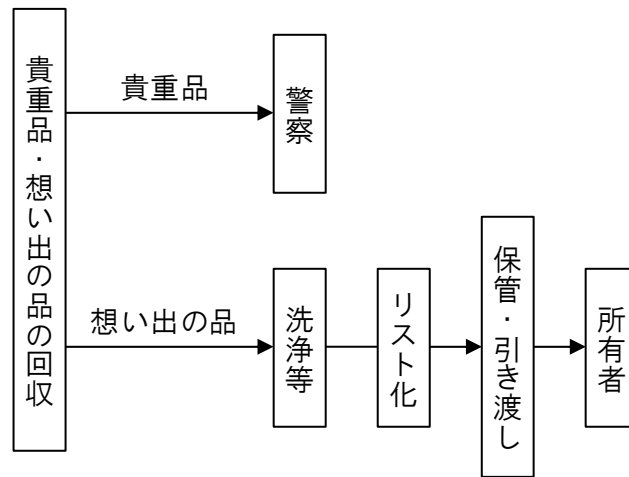 貴重品・想い出の品の回収
貴重品
警察
想い出の品
洗浄等
リスト化
保管・引き渡し
所有者